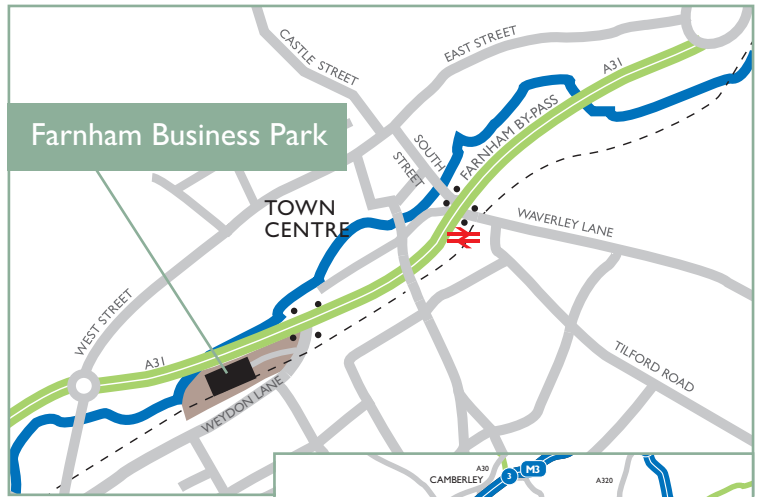 CASTLE STREET
EAST STREET
A31
Farnham Business Park
SOUTH
STREET
FARNHAM BY-PASS
TOWN
CENTRE
WAVERLEY LANE
WEST STREET
A31
TILFORD ROAD
WEYDON LANE
A30
CAMBERLEY
3
M3
A320